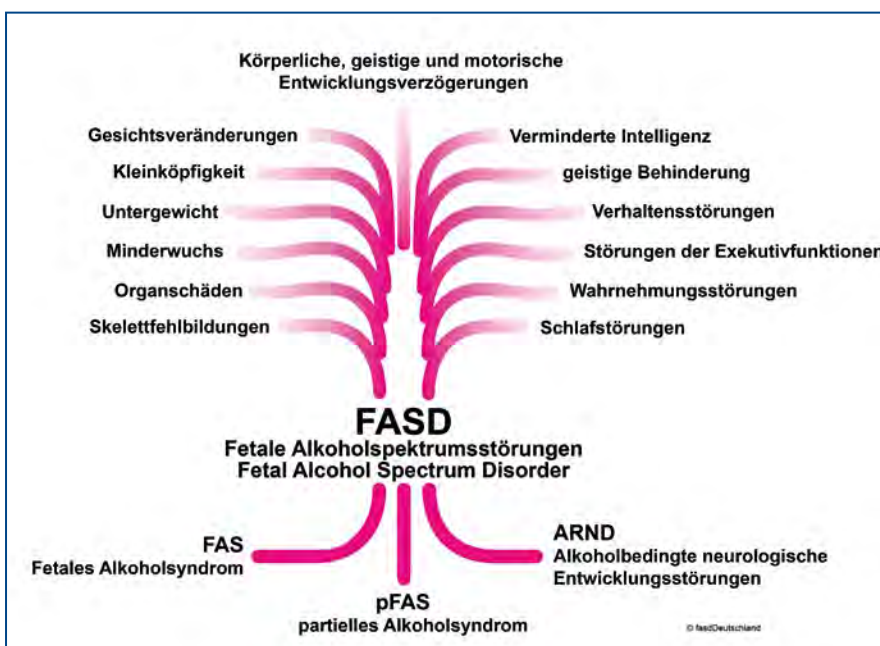 Körperliche, geistige und motorische
Entwicklungsverzögerungen
Gesichtsveränderungen
Verminderte Intelligenz
Kleinköpfigkeit
geistige Behinderung
Untergewicht
Verhaltensstörungen
Minderwuchs
Störungen der Exekutivfunktionen
Organschäden
Wahrnehmungsstörungen
Skelettfehlbildungen
Schlafstörungen
FASD
Fetale Alkoholspektrumsstörungen
Fetal Alcohol Spectrum Disorder
FAS
Fetales Alkoholsyndrom
pFAS
partielles Alkoholsyndrom
ARND
Alkoholbedingte neurologische
Entwicklungsstörungen
© fasdDeutschland